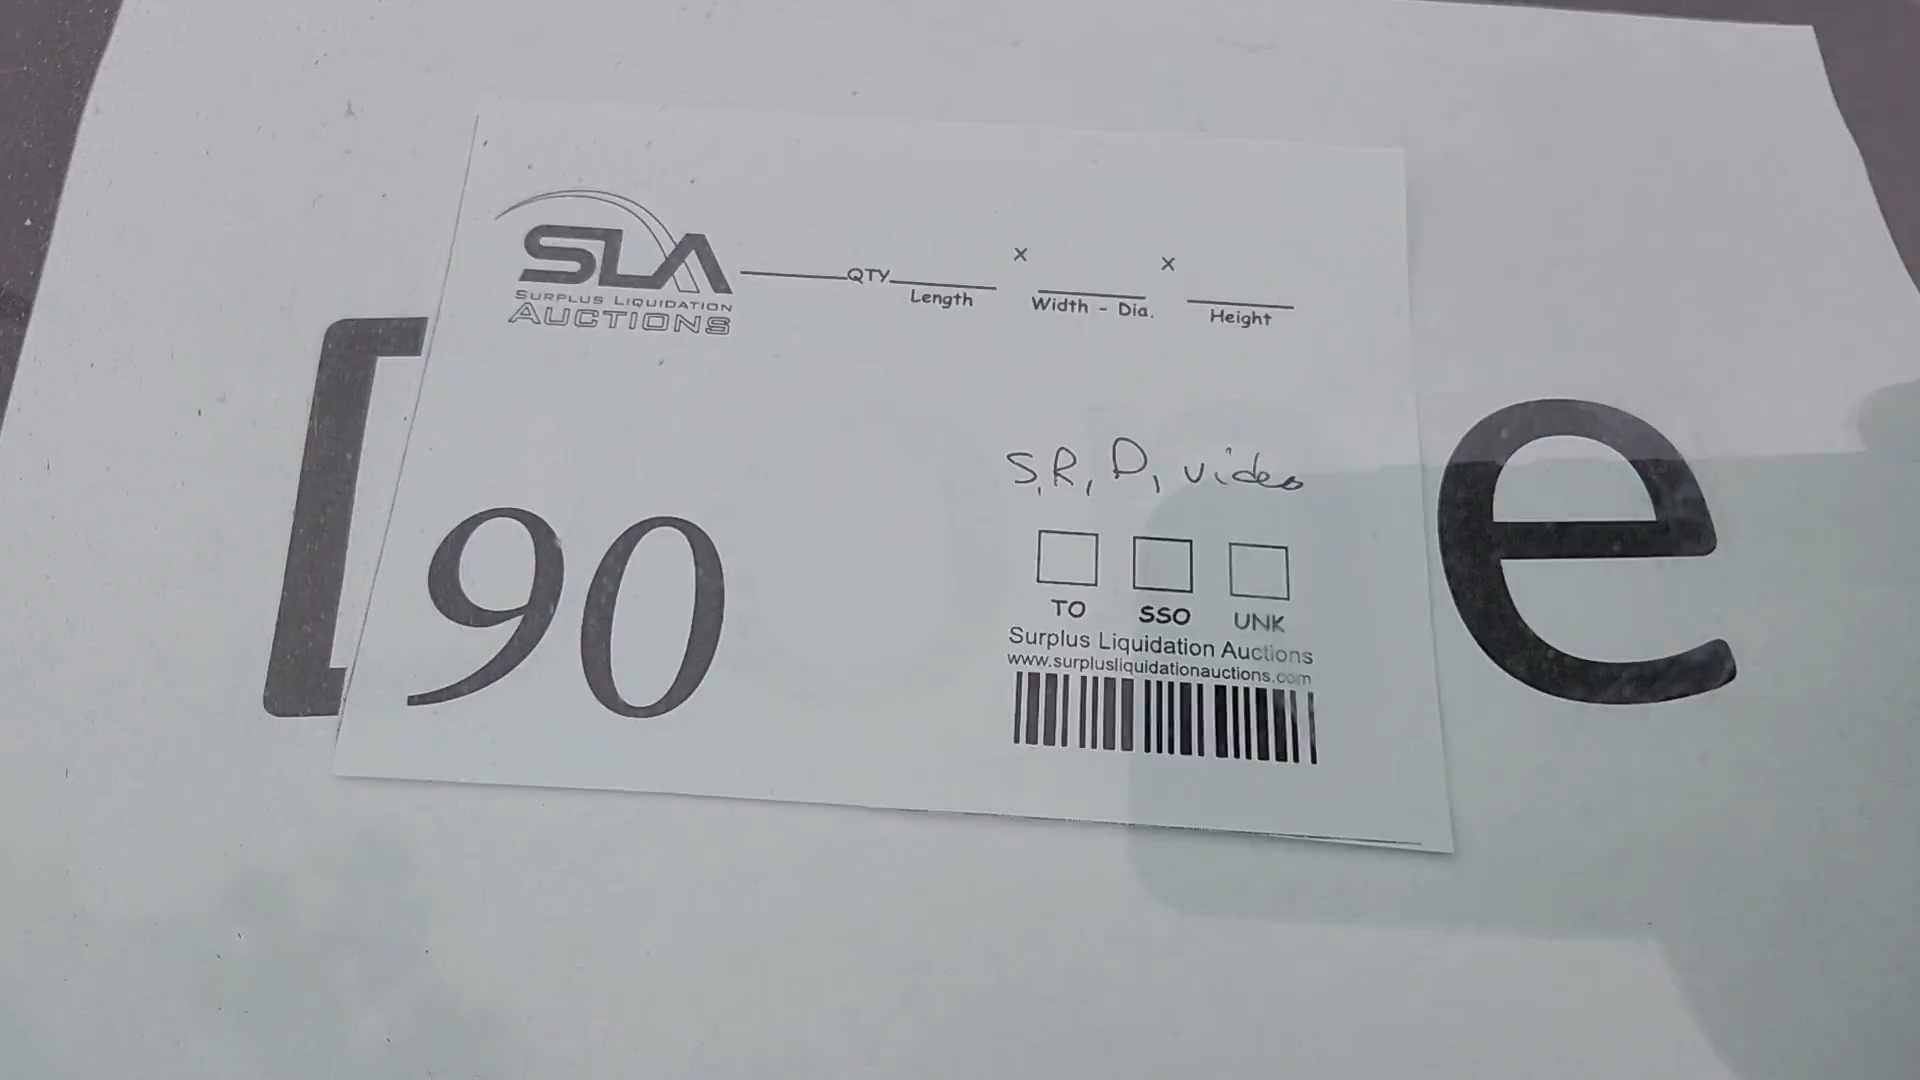 SLA
SURPLUS LIQUIDATION
AUCTIONS
QTY
x x
Length Width - Dia. Height
S,R, D, video
90
TO SSO UNK
Surplus Liquidation Auctions
www.surplusliquidationauctions.com
e